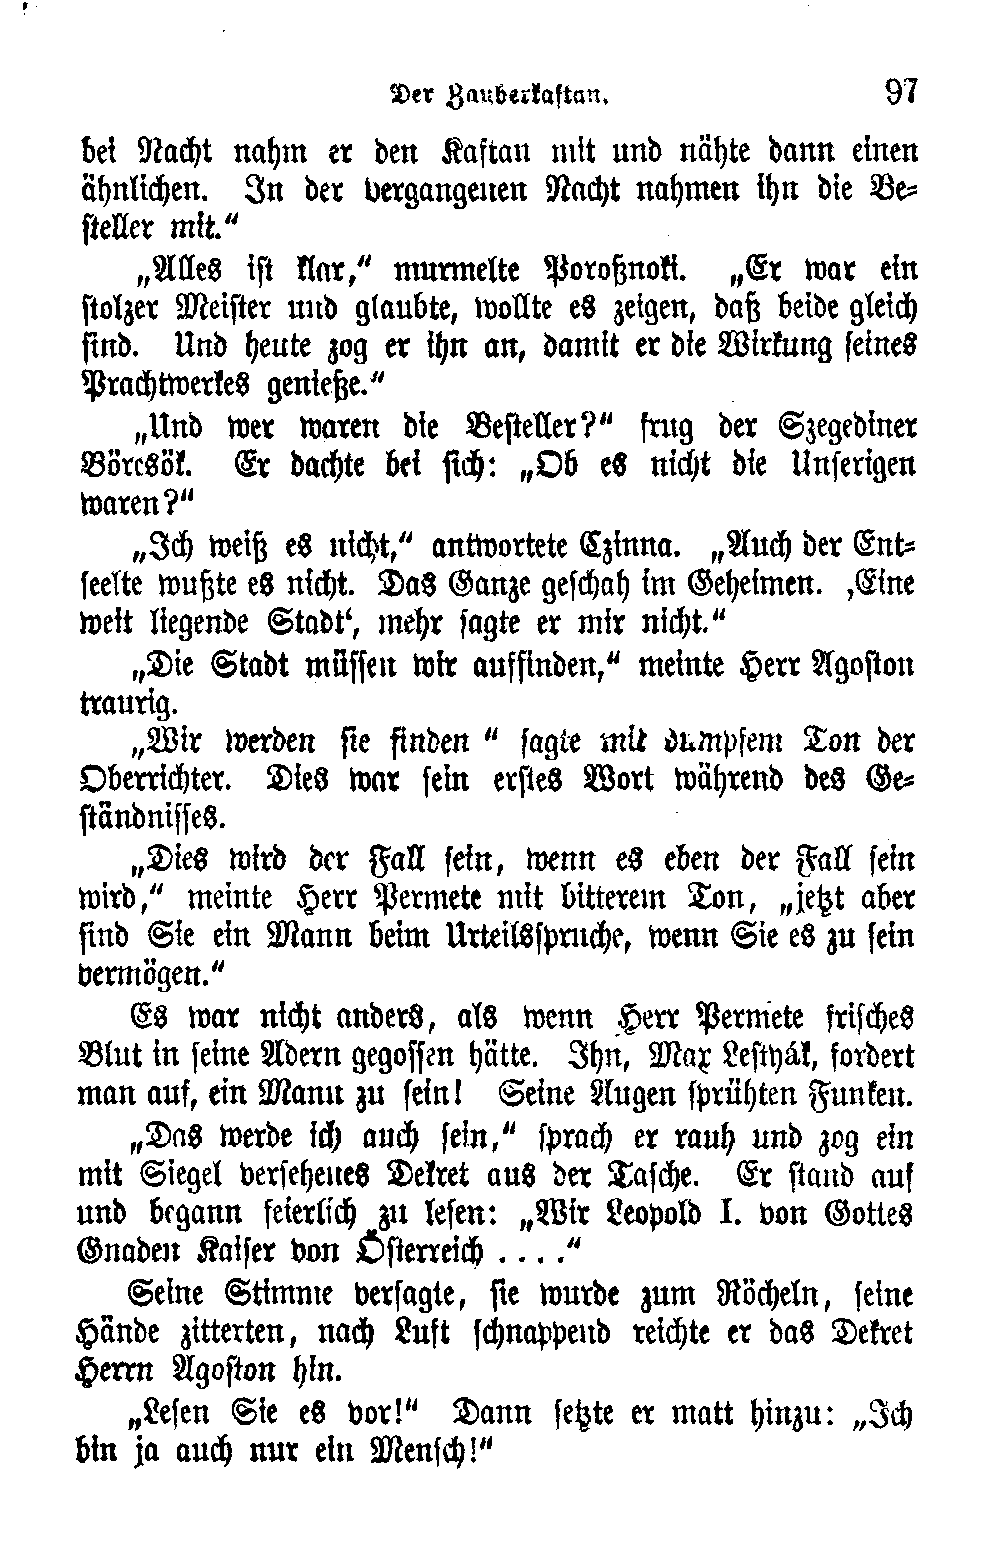 Der Zauberkaftan. 97
bei Nacht nahm er den Kaftan mit und nähte dann einen
ähnlichen. In der vergangenen Nacht nahmen ihn die Be-
steller mit.“
„Alles ist klar,“ murmelte Poroßnoki. „Er war ein
stolzer Meister und glaubte, wollte es zeigen, daß beide gleich
sind. Und heute zog er ihn an, damit er die Wirkung seines
Prachtwerkes genieße.“
„Und wer waren die Besteller?“ frug der Szegediner
Börcsök. Er dachte bei sich: „Ob es nicht die Unserigen
waren?“
„Ich weiß es nicht,“ antwortete Czinna. „Auch der Ent-
seelte wußte es nicht. Das Ganze geschah im Geheimen. ‚Eine
weit liegende Stadt‘, mehr sagte er mir nicht.“
„Die Stadt müssen wir auffinden,“ meinte Herr Agoston
traurig.
„Wir werden sie finden “ sagte mit dumpfem Ton der
Oberrichter. Dies war sein erstes Wort während des Ge-
ständnisses.
„Dies wird der Fall sein, wenn es eben der Fall sein
wird,“ meinte Herr Permete mit bitterem Ton, „jetzt aber
sind Sie ein Mann beim Urteilsspruche, wenn Sie es zu sein
vermögen.“
Es war nicht anders, als wenn Herr Permete frisches
Blut in seine Adern gegossen hätte. Ihn, Max Lestyák, fordert
man auf, ein Mann zu sein! Seine Augen sprühten Funken.
„Das werde ich auch sein,“ sprach er rauh und zog ein
mit Siegel versehenes Dekret aus der Tasche. Er stand auf
und begann feierlich zu lesen: „Wir Leopold I. von Gottes
Gnaden Kaiser von Österreich . . . .“
Seine Stimme versagte, sie wurde zum Röcheln, seine
Hände zitterten, nach Luft schnappend reichte er das Dekret
Herrn Agoston hin.
„Lesen Sie es vor!“ Dann setzte er matt hinzu: „Ich
bin ja auch nur ein Mensch!“